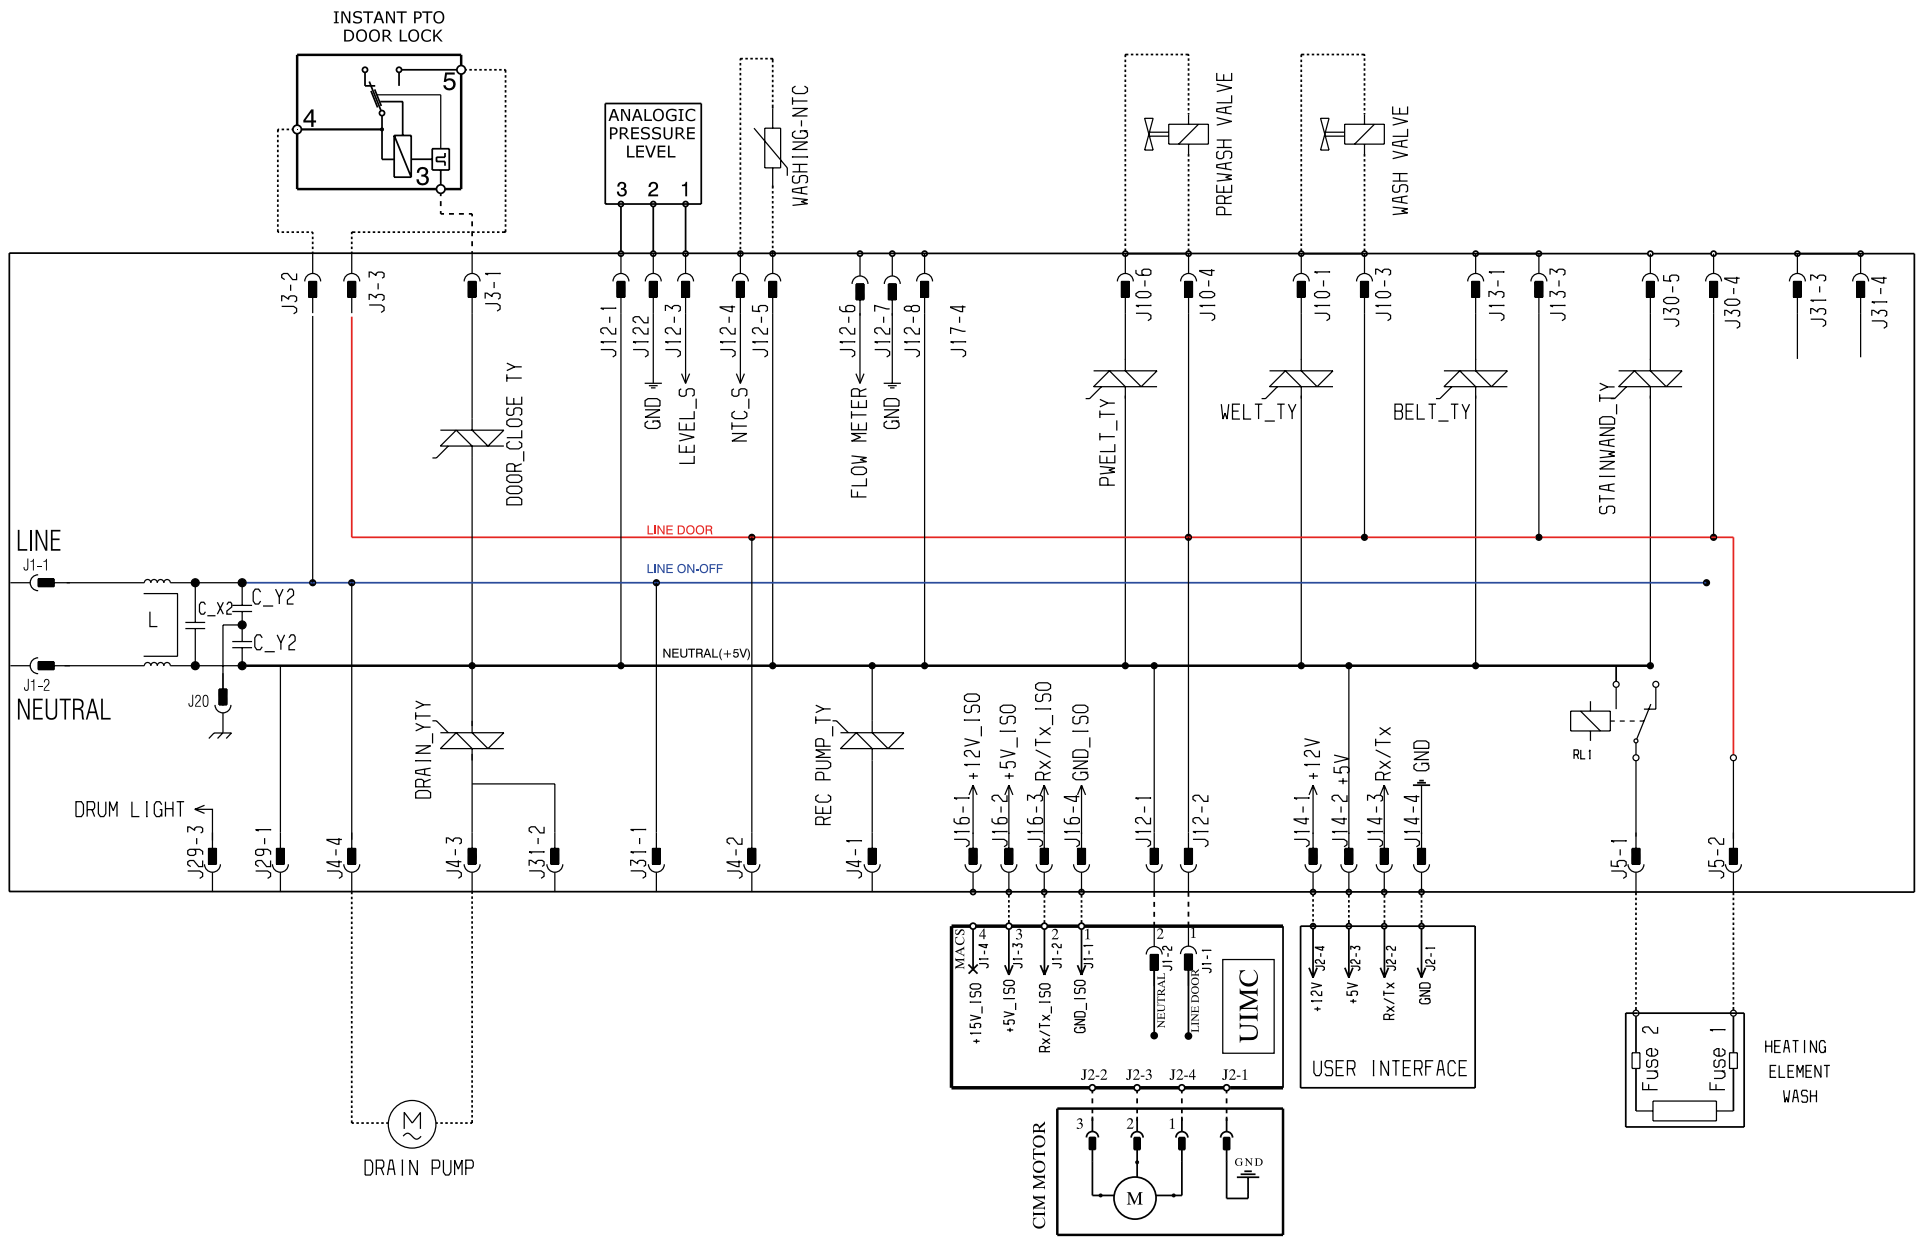 INSTANT PTO
DOOR LOCK
5
4
3
ANALOGIC
PRESSURE
LEVEL
3 2 1
WASHING-NTC
PREWASH VALVE
WASH VALVE
J3-2
J3-3
J3-1
J12-1
J122
J12-3
J12-4
J12-5
J12-6
J12-7
J12-8
J17-4
J10-6
J10-4
J10-1
J10-3
J13-1
J13-3
J30-5
J30-4
J31-3
J31-4
DOOR_CLOSE TY
GND
LEVEL_S
NTC_S
FLOW METER
GND
PWELT_TY
WELT_TY
BELT_TY
STAINWAND_TY
LINE DOOR
LINE
J1-1
LINE ON-OFF
L
C_X2
C_Y2
C_Y2
NEUTRAL(+5V)
J1-2
NEUTRAL
J20
DRAIN_YTY
REC PUMP_TY
+12V_ISO
+5V_ISO
Rx/Tx_ISO
GND_ISO
+12V
+5V
Rx/Tx
GND
RL1
DRUM LIGHT
J29-3
J29-1
J4-4
J4-3
J31-2
J31-1
J4-2
J4-1
J16-1
J16-2
J16-3
J16-4
J12-1
J12-2
J14-1
J14-2
J14-3
J14-4
J5-1
J5-2
MACS
4
J1-4
3
J1-3
2
J1-2
1
J1-1
2
J1-2
1
J1-1
+15V_ISO
+5V_ISO
Rx/Tx_ISO
GND_ISO
NEUTRAL
LINE DOOR
UIMC
J2-4
J2-3
J2-2
J2-1
+12V
+5V
Rx/Tx
GND
USER INTERFACE
J2-2 J2-3 J2-4 J2-1
CIM MOTOR
3 2 1
GND
M
Fuse 2
Fuse 1
HEATING
ELEMENT
WASH
M
DRAIN PUMP